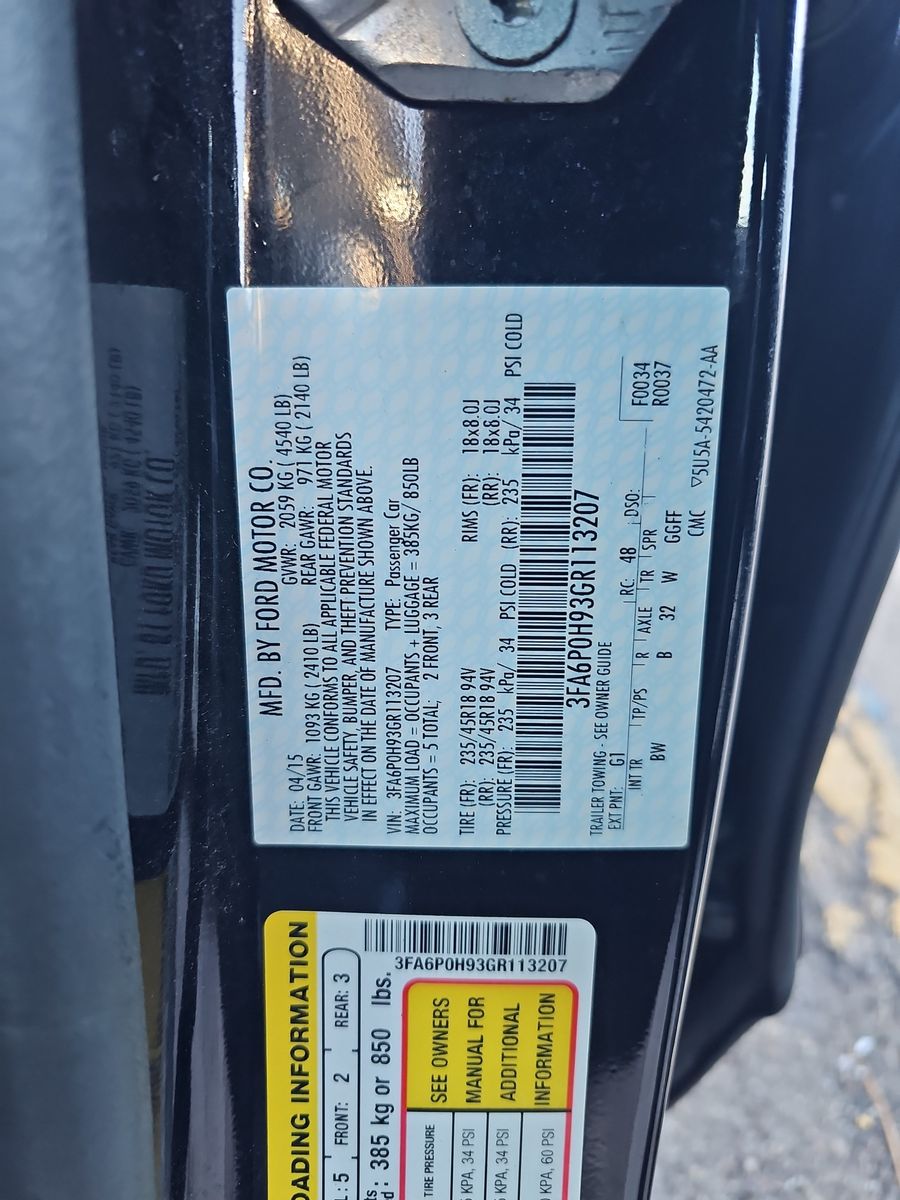 MFD. BY FORD MOTOR CO.
DATE: 04/15 GVWR: 2059 KG ( 4540 LB)
FRONT GAWR: 1093 KG ( 2410 LB) REAR GAWR: 971 KG ( 2140 LB)
THIS VEHICLE CONFORMS TO ALL APPLICABLE FEDERAL MOTOR
VEHICLE SAFETY, BUMPER, AND THEFT PREVENTION STANDARDS
IN EFFECT ON THE DATE OF MANUFACTURE SHOWN ABOVE.
VIN: 3FA6P0H93GR113207 TYPE: Passenger Car
MAXIMUM LOAD = OCCUPANTS + LUGGAGE = 385KG/ 850LB
OCCUPANTS = 5 TOTAL; 2 FRONT, 3 REAR
TIRE (FR): 235/45R18 94V RIMS (FR): 18x8.0J
(RR): 235/45R18 94V (RR): 18x8.0J
PRESSURE (FR): 235 kPa/ 34 PSI COLD (RR): 235 kPa/ 34 PSI COLD
3FA6P0H93GR113207
TRAILER TOWING - SEE OWNER GUIDE
EXT PNT: G1 RC: 48 DSO: F0034
R0037
INT TR TP/PS R AXLE TR SPR
BW B 32 W GGFF
CMC ▽5U5A-5420472-AA
ADING INFORMATION
L : 5 FRONT: 2 REAR: 3
385 kg or 850 lbs.
3FA6P0H93GR113207
TIRE PRESSURE
KPA, 34 PSI
KPA, 34 PSI
KPA, 60 PSI
SEE OWNERS
MANUAL FOR
ADDITIONAL
INFORMATION